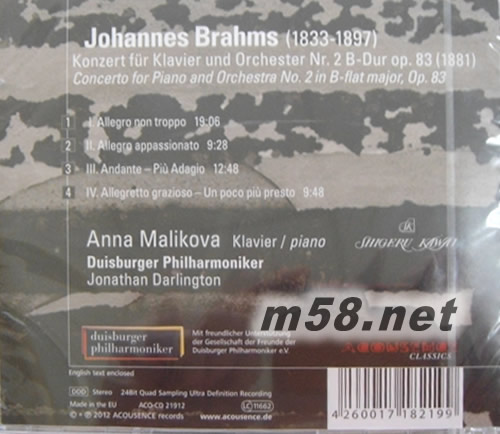 Johannes Brahms (1833-1897)
Konzert für Klavier und Orchester Nr. 2 B-Dur op. 83 (1881)
Concerto for Piano and Orchestra No. 2 in B-flat major, Op. 83
1 I. Allegro non troppo 19:06
2 II. Allegro appassionato 9:28
3 III. Andante – Più Adagio 12:48
4 IV. Allegretto grazioso – Un poco più presto 9:48
Anna Malikova Klavier / piano
SHIGERU KAWAI
Duisburger Philharmoniker
Jonathan Darlington
m58.net
duisburger
philharmoniker
Mit freundlicher Unterstützung
der Gesellschaft der Freunde der
Duisburger Philharmoniker e.V.
ACOUSENCE
CLASSICS
English text enclosed
DDD Stereo 24Bit Quad Sampling Ultra Definition Recording
Made in the EU ACO-CD 21912 LC 11662
© + ℗ 2012 ACOUSENCE records www.acousence.de
4 260017 182199